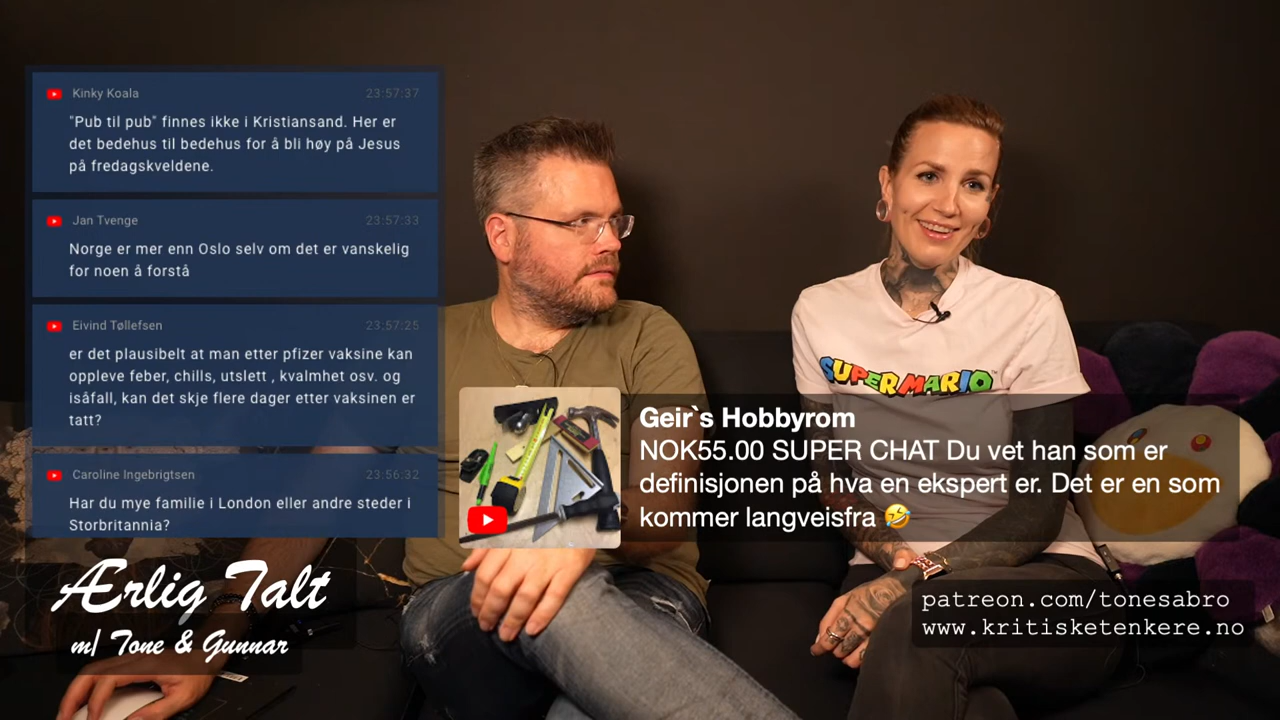 Kinky Koala 23:57:37
"Pub til pub" finnes ikke i Kristiansand. Her er
det bedehus til bedehus for å bli høy på Jesus
på fredagskveldene.
Jan Tvenge 23:57:33
Norge er mer enn Oslo selv om det er vanskelig
for noen å forstå
Eivind Tøllefsen 23:57:25
er det plausibelt at man etter pfizer vaksine kan
oppleve feber, chills, utslett , kvalmhet osv. og
isåfall, kan det skje flere dager etter vaksinen er
tatt?
Caroline Ingebrigtsen 23:56:32
Har du mye familie i London eller andre steder i
Storbritannia?
SUPER MARIO
Geir`s Hobbyrom
NOK55.00 SUPER CHAT Du vet han som er
definisjonen på hva en ekspert er. Det er en som
kommer langveisfra 🤣
Ærlig Talt
m/ Tone & Gunnar
patreon.com/tonesabro
www.kritisketenkere.no